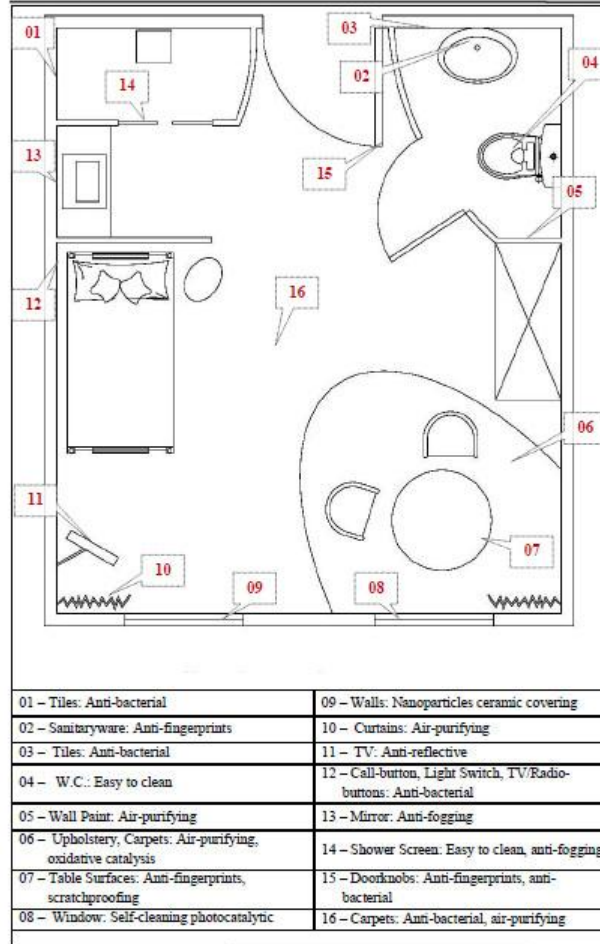 01
03
02
04
14
13
15
05
12
16
06
11
07
10
09
08
01 – Tiles: Anti-bacterial
09 – Walls: Nanoparticles ceramic covering
02 – Sanitaryware: Anti-fingerprints
10 – Curtains: Air-purifying
03 – Tiles: Anti-bacterial
11 – TV: Anti-reflective
04 – W.C.: Easy to clean
12 – Call-button, Light Switch, TV/Radio-
buttons: Anti-bacterial
05 – Wall Paint: Air-purifying
13 – Mirror: Anti-fogging
06 – Upholstery, Carpets: Air-purifying,
oxidative catalysis
14 – Shower Screen: Easy to clean, anti-fogging
07 – Table Surfaces: Anti-fingerprints,
scratchproofing
15 – Doorknobs: Anti-fingerprints, anti-
bacterial
08 – Window: Self-cleaning photocatalytic
16 – Carpets: Anti-bacterial, air-purifying